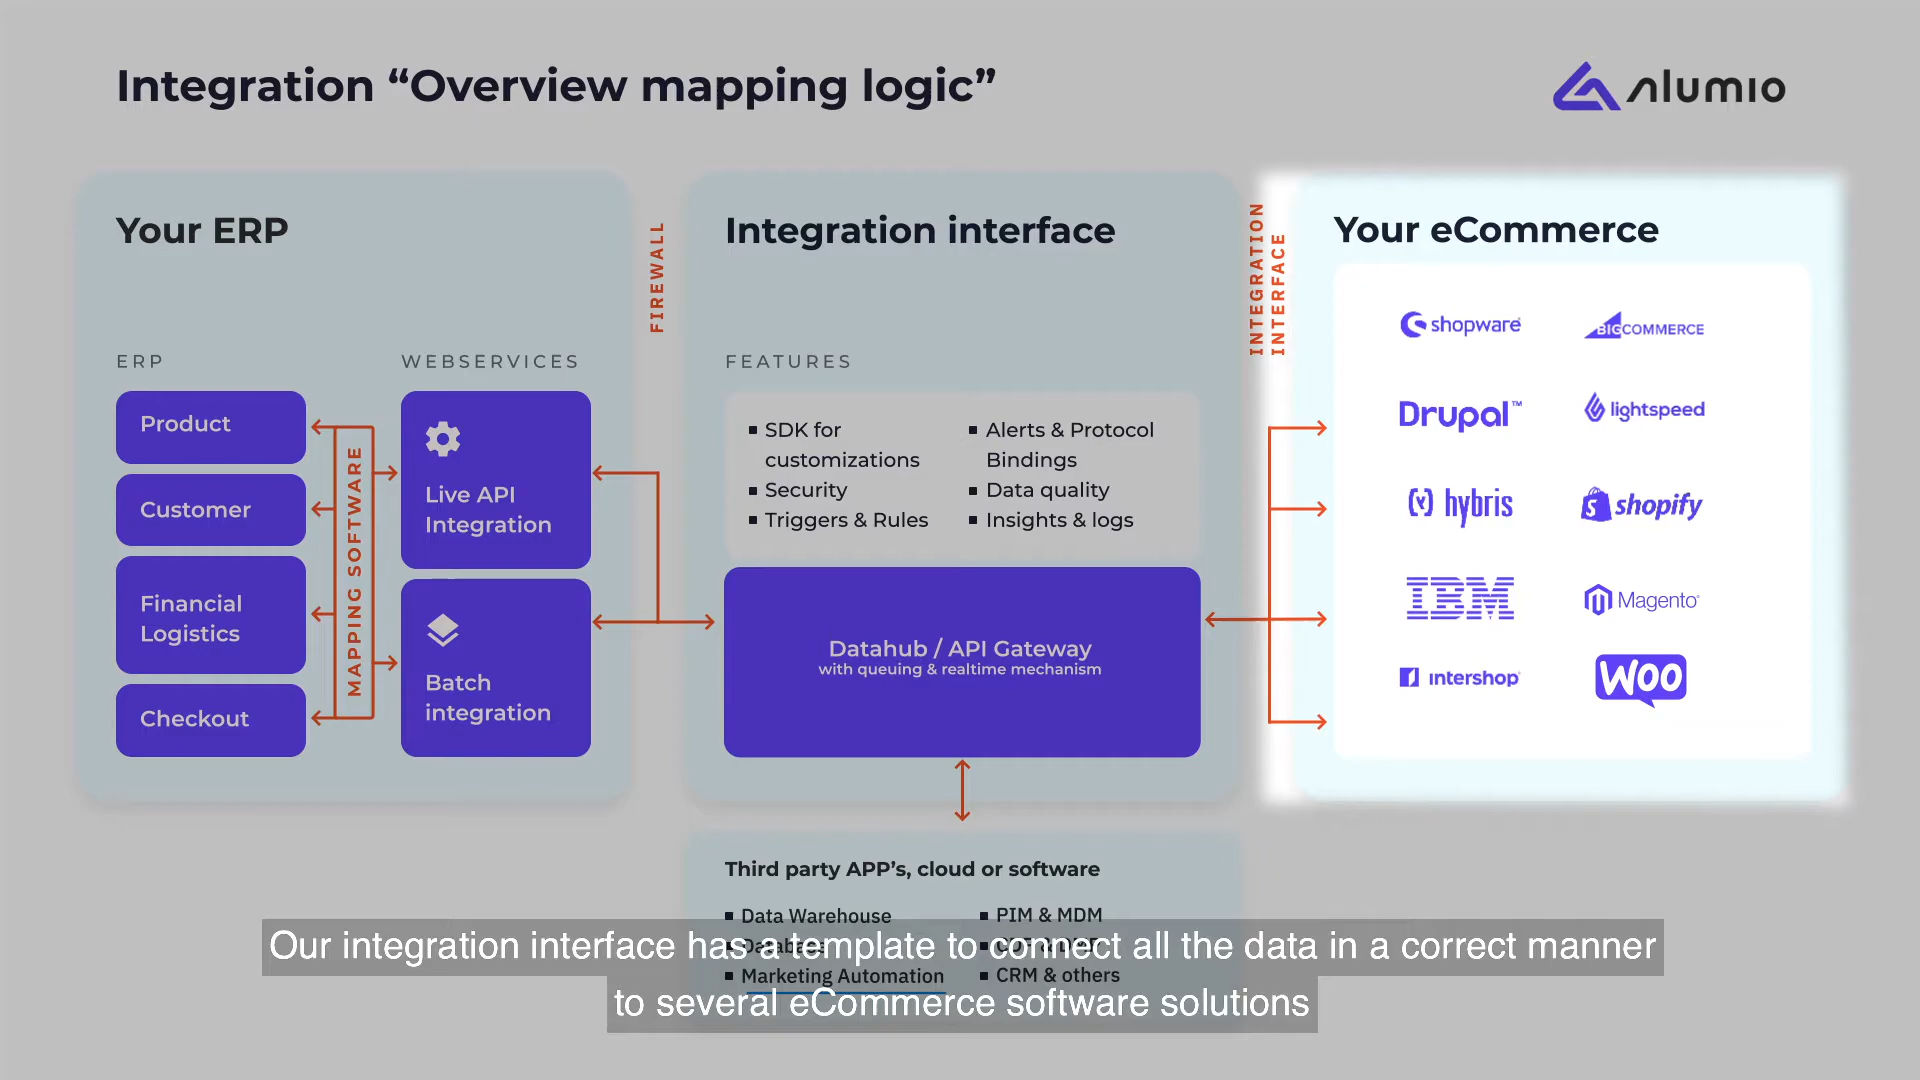 Integration “Overview mapping logic”
alumio
Your ERP
ERP
Product
Customer
Financial
Logistics
Checkout
MAPPING SOFTWARE
WEBSERVICES
Live API
Integration
Batch
integration
FIREWALL
Integration interface
FEATURES
SDK for
customizations
Security
Triggers & Rules
Alerts & Protocol
Bindings
Data quality
Insights & logs
Datahub / API Gateway
with queuing & realtime mechanism
INTEGRATION
INTERFACE
Your eCommerce
shopware
BIGCOMMERCE
Drupal™
lightspeed
(Y) hybris
shopify
IBM
Magento®
intershop®
WOO
Third party APP’s, cloud or software
Data Warehouse
Database
Marketing Automation
PIM & MDM
CRM & others
Our integration interface has a template to connect all the data in a correct manner
to several eCommerce software solutions